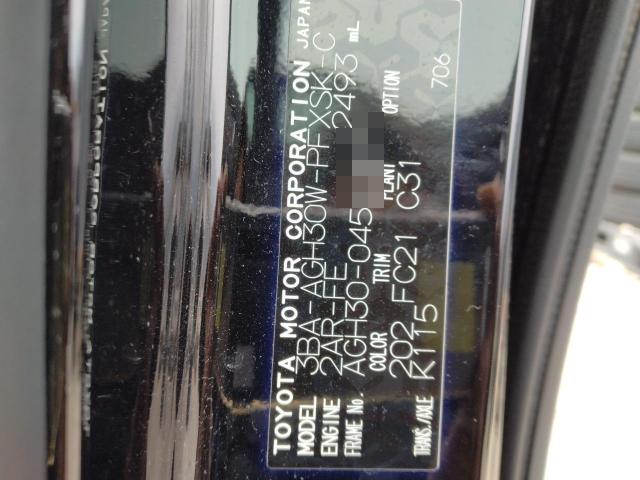 TOYOTA MOTOR CORPORATION JAPAN
MODEL 3BA-AGH30W-PFXSK-C
ENGINE 2AR-FE 2493 mL
FRAME No. AGH30-045
COLOR TRIM PLANT OPTION
202 FC21 C31 706
TRANS./AXLE K115